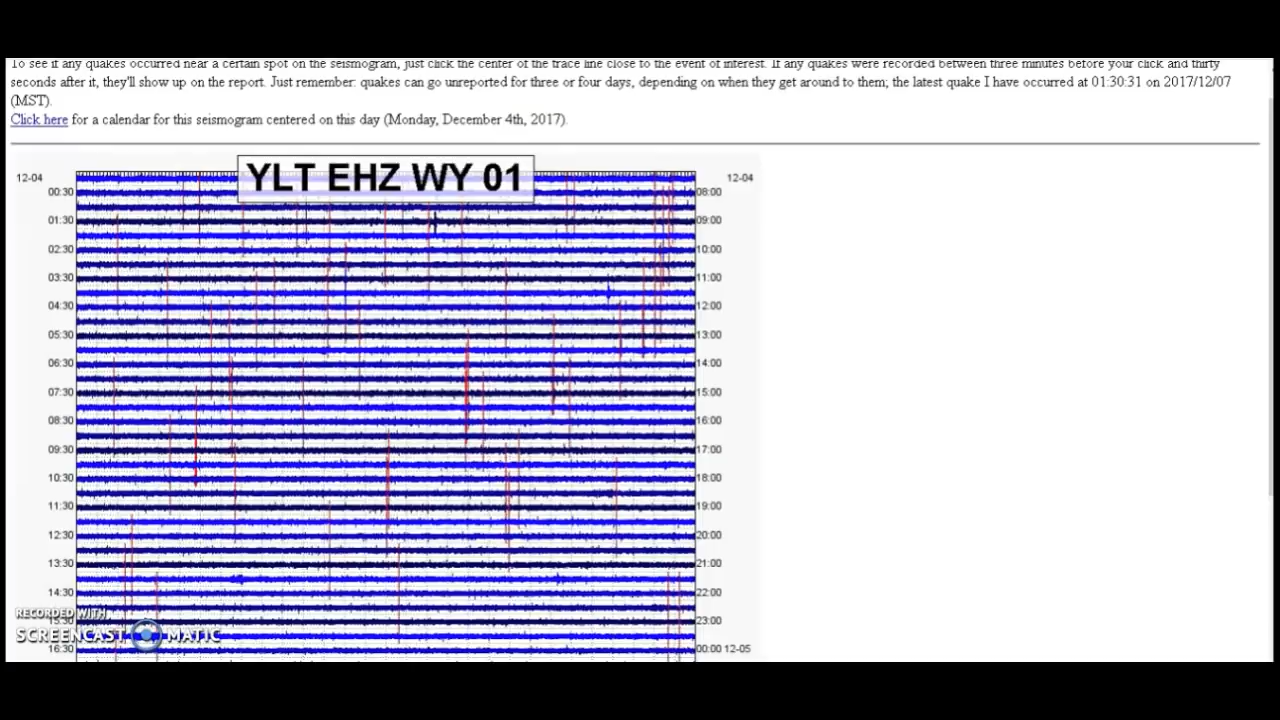 To see if any quakes occurred near a certain spot on the seismogram, just click the center of the trace line close to the event of interest. If any quakes were recorded between three minutes before your click and thirty
seconds after it, they'll show up on the report. Just remember: quakes can go unreported for three or four days, depending on when they get around to them; the latest quake I have occurred at 01:30:31 on 2017/12/07
(MST).
Click here for a calendar for this seismogram centered on this day (Monday, December 4th, 2017).
YLT EHZ WY 01
12-04 12-04
00:30 08:00
01:30 09:00
02:30 10:00
03:30 11:00
04:30 12:00
05:30 13:00
06:30 14:00
07:30 15:00
08:30 16:00
09:30 17:00
10:30 18:00
11:30 19:00
12:30 20:00
13:30 21:00
14:30 22:00
RECORDED WITH
15:30 23:00
SCREENCAST MATIC
16:30 00:00 12-05